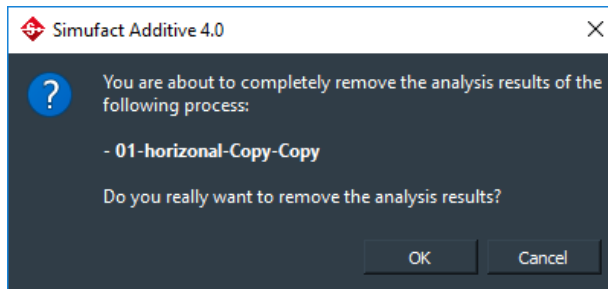 Simufact Additive 4.0
You are about to completely remove the analysis results of the
following process:
- 01-horizonal-Copy-Copy
Do you really want to remove the analysis results?
OK
Cancel